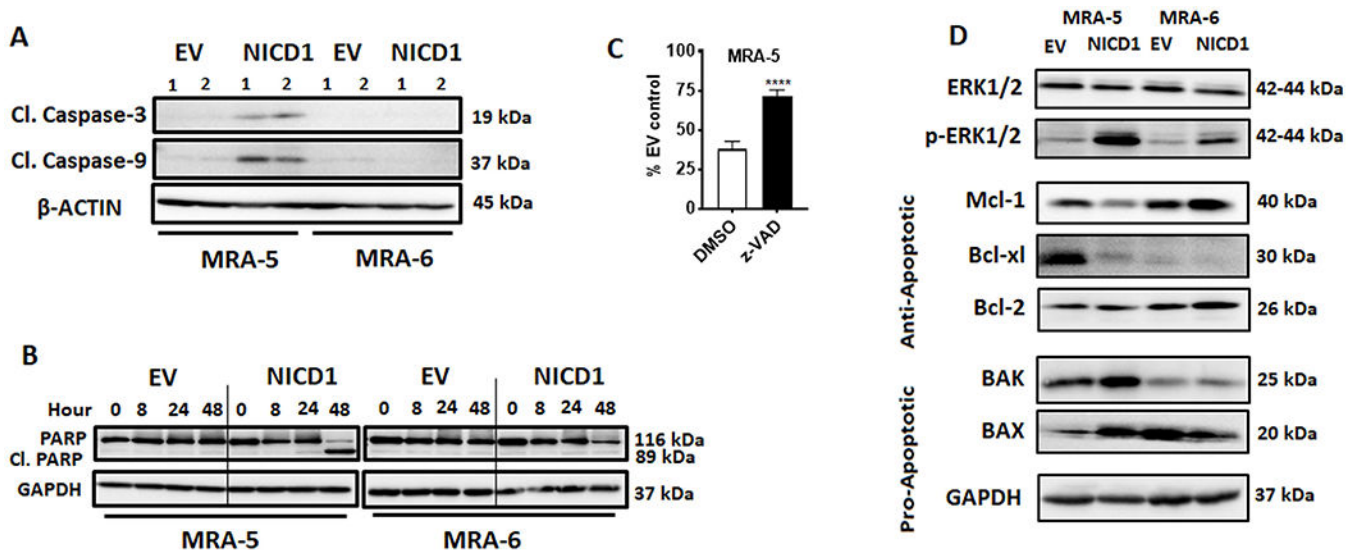 A
EV NICD1 EV NICD1
1 2 1 2 1 2 1 2
Cl. Caspase-3 19 kDa
Cl. Caspase-9 37 kDa
β-ACTIN 45 kDa
MRA-5 MRA-6
B
EV NICD1 EV NICD1
Hour 0 8 24 48 0 8 24 48 0 8 24 48 0 8 24 48
PARP 116 kDa
Cl. PARP 89 kDa
GAPDH 37 kDa
MRA-5 MRA-6
C
MRA-5
****
% EV control
100
75
50
25
0
DMSO z-VAD
D
MRA-5 MRA-6
EV NICD1 EV NICD1
ERK1/2 42-44 kDa
p-ERK1/2 42-44 kDa
Anti-Apoptotic
Mcl-1 40 kDa
Bcl-xl 30 kDa
Bcl-2 26 kDa
Pro-Apoptotic
BAK 25 kDa
BAX 20 kDa
GAPDH 37 kDa